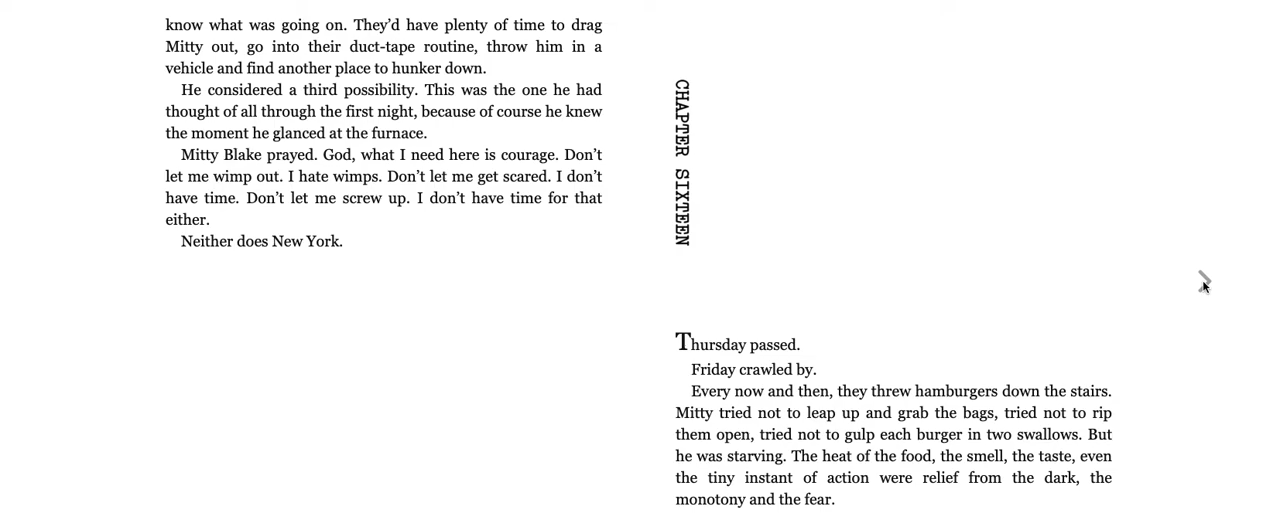 know what was going on. They’d have plenty of time to drag
Mitty out, go into their duct-tape routine, throw him in a
vehicle and find another place to hunker down.
He considered a third possibility. This was the one he had
thought of all through the first night, because of course he knew
the moment he glanced at the furnace.
Mitty Blake prayed. God, what I need here is courage. Don’t
let me wimp out. I hate wimps. Don’t let me get scared. I don’t
have time. Don’t let me screw up. I don’t have time for that
either.
Neither does New York.
CHAPTER SIXTEEN
Thursday passed.
Friday crawled by.
Every now and then, they threw hamburgers down the stairs.
Mitty tried not to leap up and grab the bags, tried not to rip
them open, tried not to gulp each burger in two swallows. But
he was starving. The heat of the food, the smell, the taste, even
the tiny instant of action were relief from the dark, the
monotony and the fear.